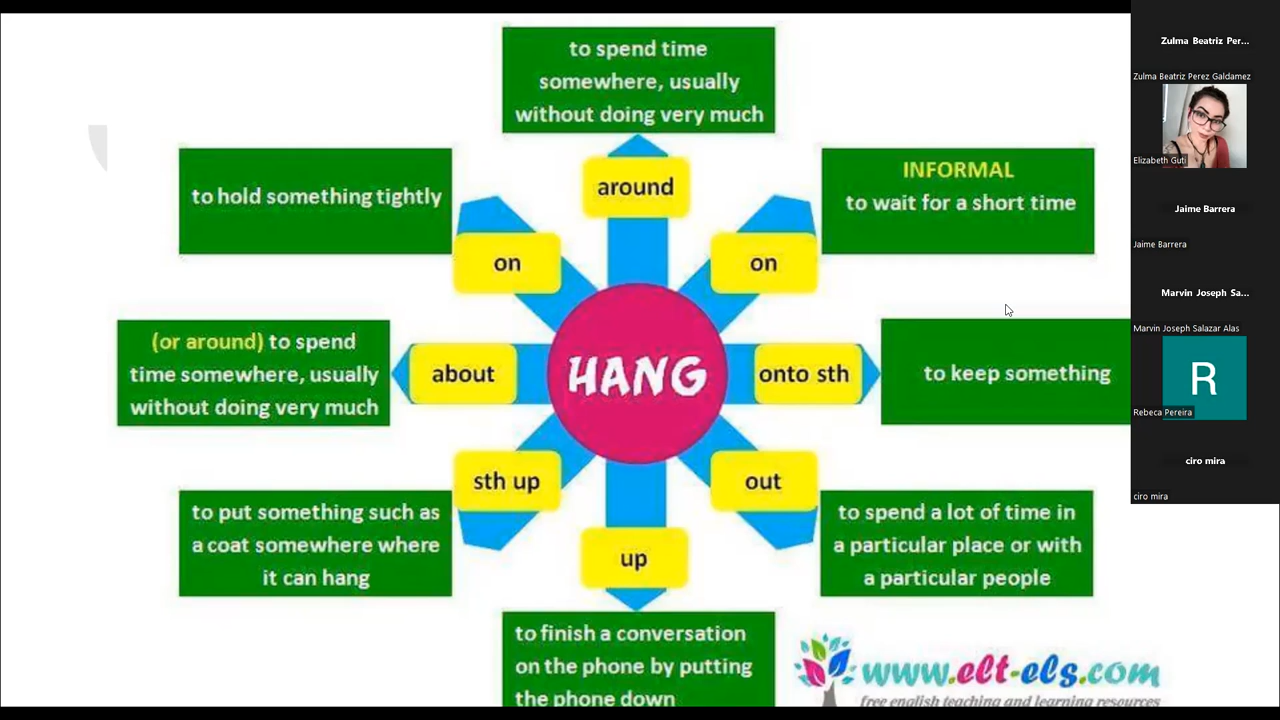 to spend time
somewhere, usually
without doing very much
around
to hold something tightly
on
INFORMAL
to wait for a short time
on
(or around) to spend
time somewhere, usually
without doing very much
about
HANG
onto sth
to keep something
sth up
to put something such as
a coat somewhere where
it can hang
out
to spend a lot of time in
a particular place or with
a particular people
up
to finish a conversation
on the phone by putting
the phone down
www.elt-els.com
free english teaching and learning resources
Zulma Beatriz Per...
Zulma Beatriz Perez Galdamez
Elizabeth Guti
Jaime Barrera
Jaime Barrera
Marvin Joseph Sa...
Marvin Joseph Salazar Alas
R
Rebeca Pereira
ciro mira
ciro mira